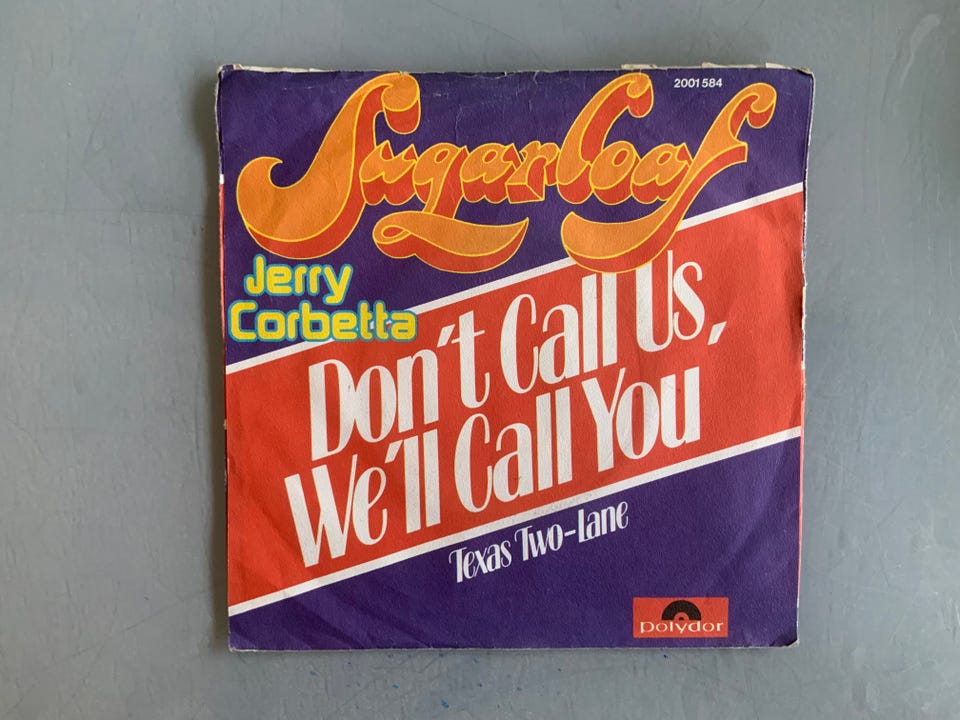 2001 584
Sugarloaf
Jerry
Corbetta
Don't Call Us,
We'll Call You
Texas Two-Lane
polydor